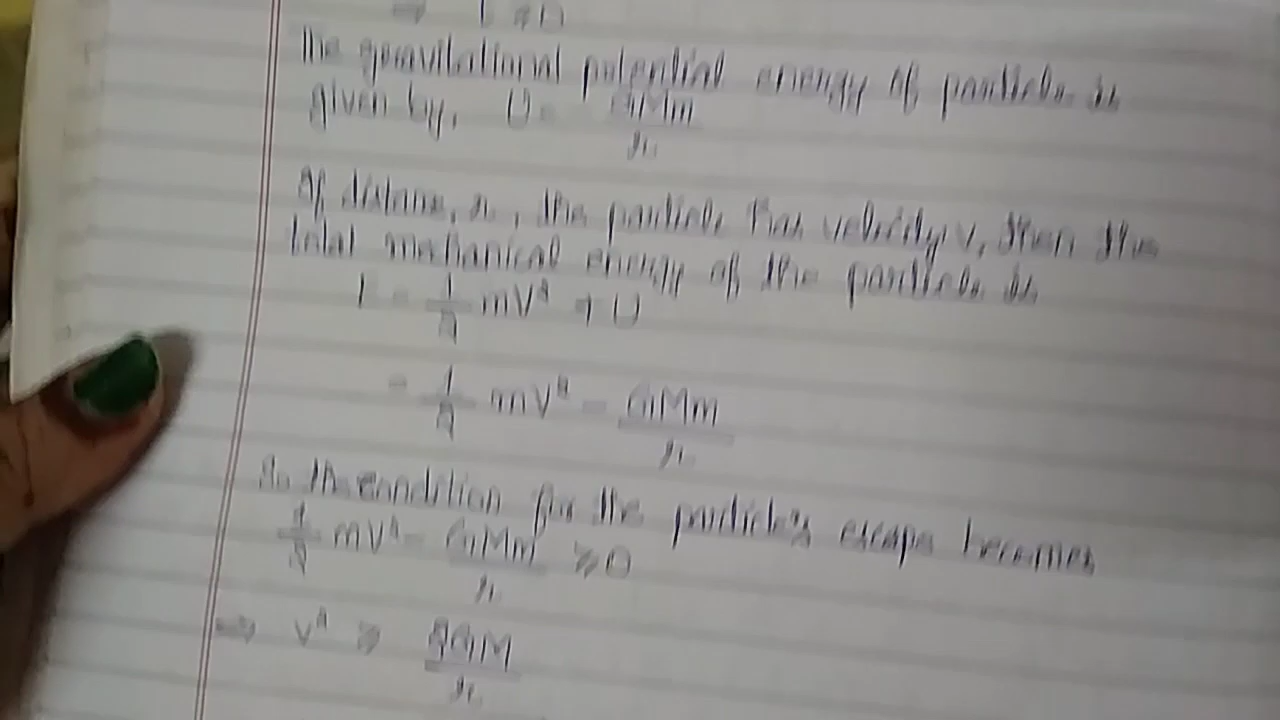 ⇒ E ≥ 0
The gravitational potential energy of particle is
given by, U = - GMm/r
At distance, r, the particle has velocity v, then the
total mechanical energy of the particle is
E = 1/2 mv² + U
= 1/2 mv² - GMm/r
So the condition for the particle's escape becomes
1/2 mv² - GMm/r ≥ 0
⇒ v² ≥ 2GM/r